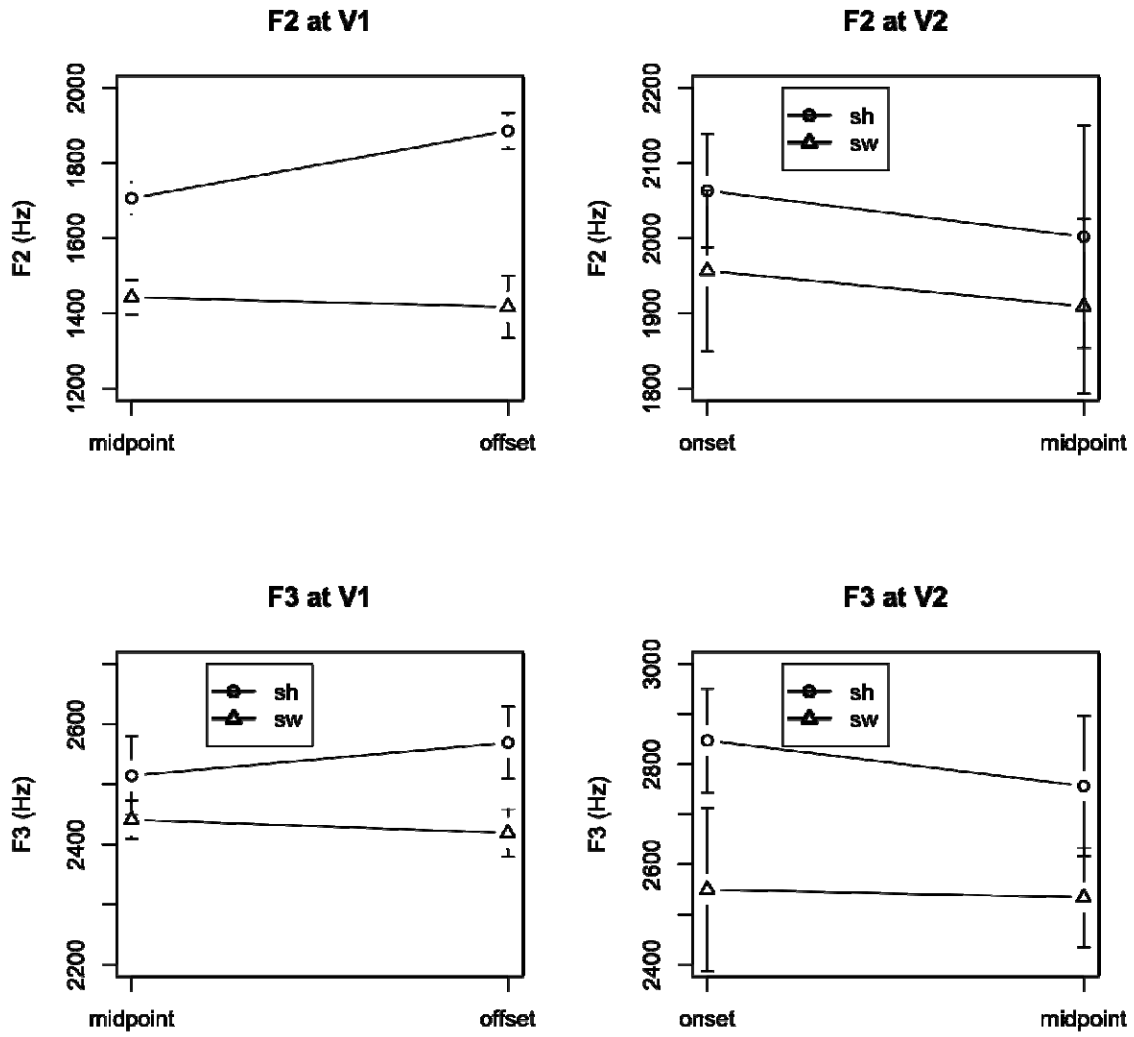 F2 at V1
F2 (Hz)
2000
1800
1600
1400
1200
midpoint offset
F2 at V2
sh
sw
F2 (Hz)
2200
2100
2000
1900
1800
onset midpoint
F3 at V1
sh
sw
F3 (Hz)
2600
2400
2200
midpoint offset
F3 at V2
sh
sw
F3 (Hz)
3000
2800
2600
2400
onset midpoint